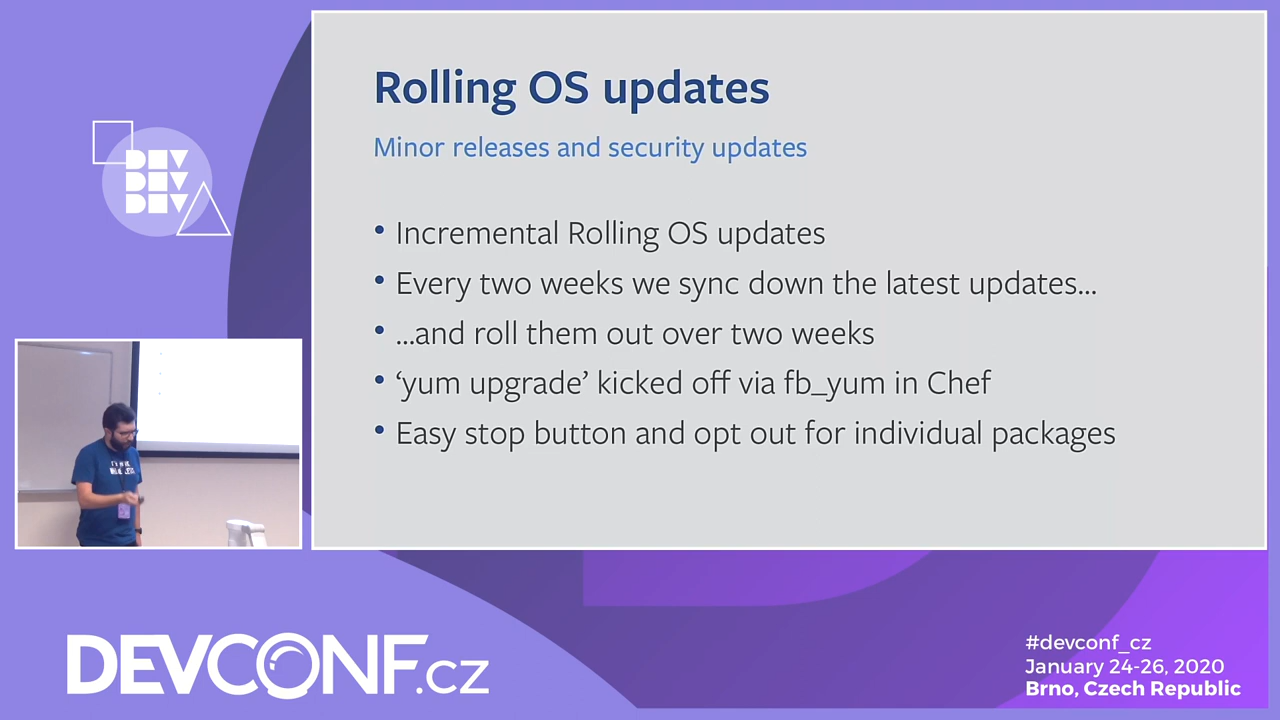 Rolling OS updates
Minor releases and security updates
• Incremental Rolling OS updates
• Every two weeks we sync down the latest updates...
• ...and roll them out over two weeks
• ‘yum upgrade’ kicked off via fb_yum in Chef
• Easy stop button and opt out for individual packages
DEV
DEV
DEV
DEVCONF.cz
#devconf_cz
January 24-26, 2020
Brno, Czech Republic